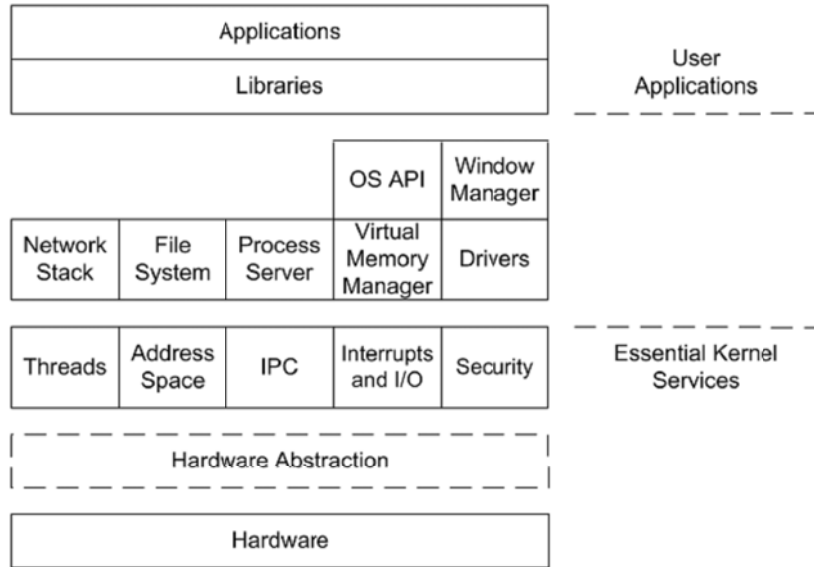 Applications
Libraries
User
Applications
OS API
Window
Manager
Network
Stack
File
System
Process
Server
Virtual
Memory
Manager
Drivers
Threads
Address
Space
IPC
Interrupts
and I/O
Security
Essential Kernel
Services
Hardware Abstraction
Hardware